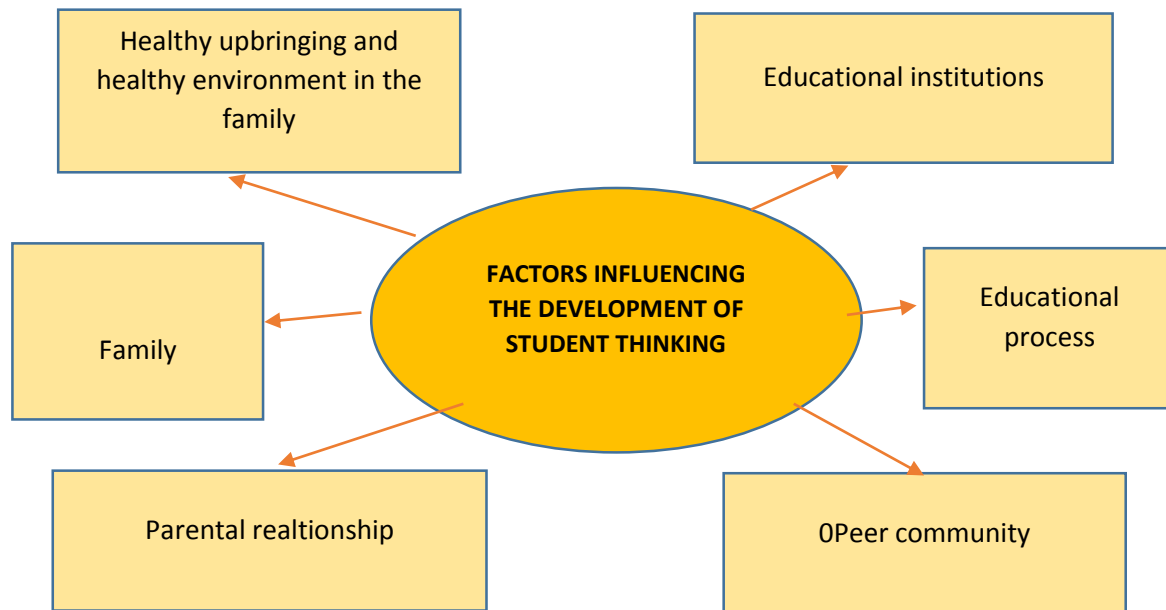 Healthy upbringing and
healthy environment in the
family
Educational institutions
FACTORS INFLUENCING
THE DEVELOPMENT OF
STUDENT THINKING
Family
Educational
process
Parental realtionship
0Peer community